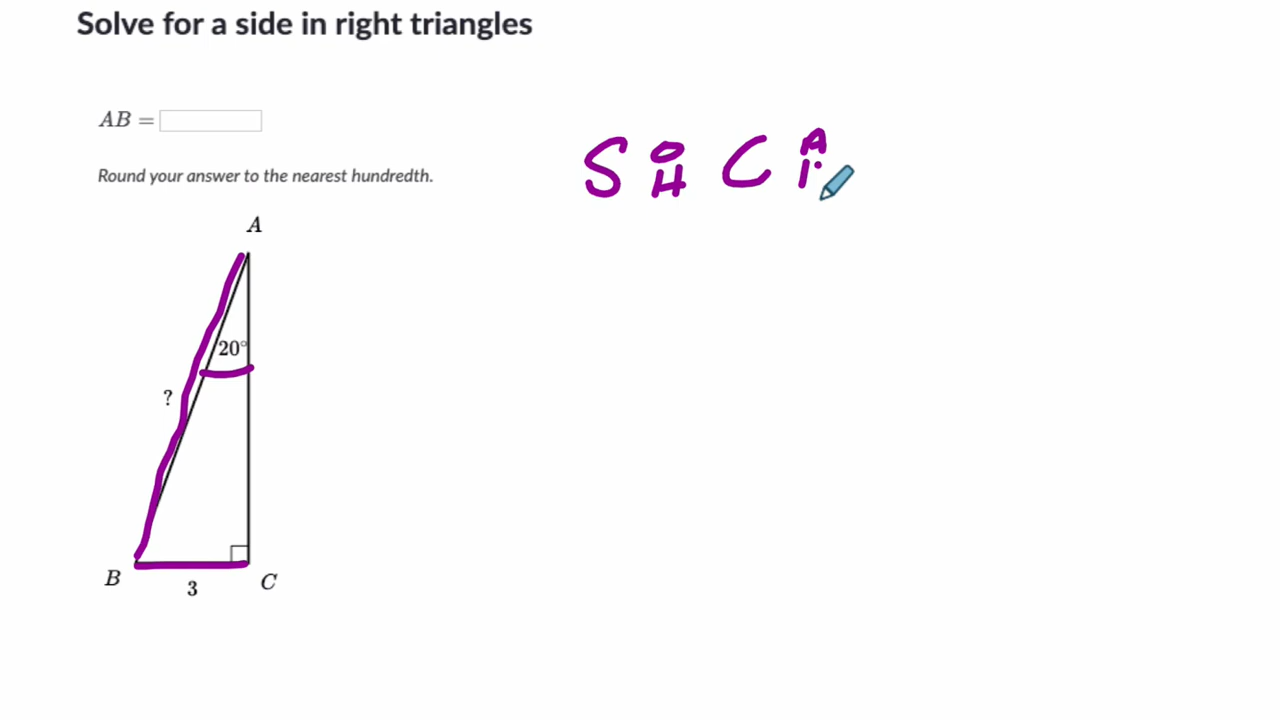 Solve for a side in right triangles
AB =
Round your answer to the nearest hundredth.
S O/H C A
A
20°
?
B
3
C